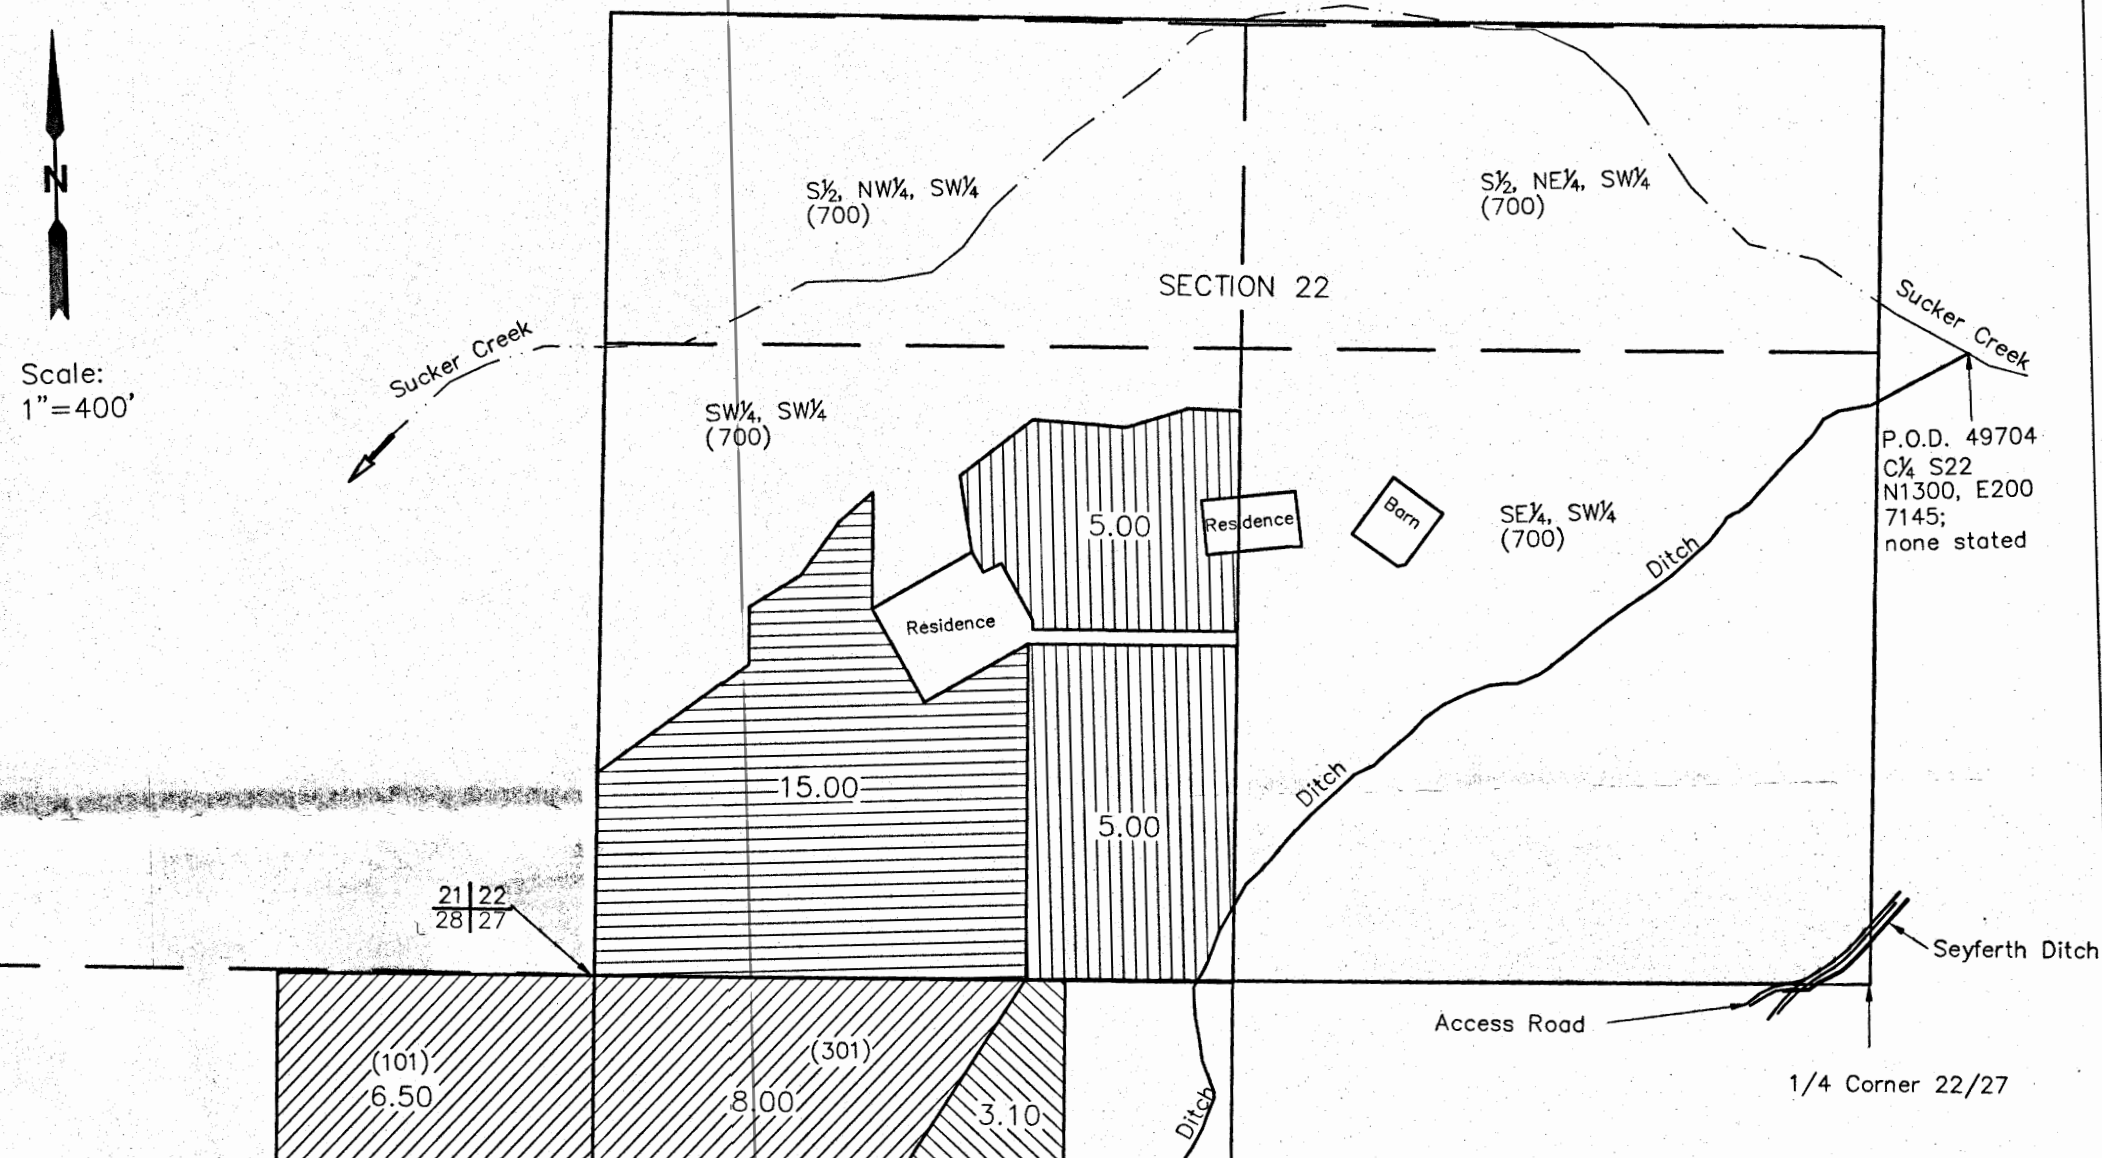 N
Scale:
1"=400'
S½, NW¼, SW¼
(700)
S½, NE¼, SW¼
(700)
SECTION 22
Sucker Creek
Sucker Creek
SW¼, SW¼
(700)
P.O.D. 49704
C¼ S22
N1300, E200
7145;
none stated
5.00
Residence
Barn
SE¼, SW¼
(700)
Ditch
Residence
15.00
Ditch
5.00
21 22
28 27
Seyferth Ditch
Access Road
(101)
6.50
(301)
8.00
3.10
Ditch
1/4 Corner 22/27